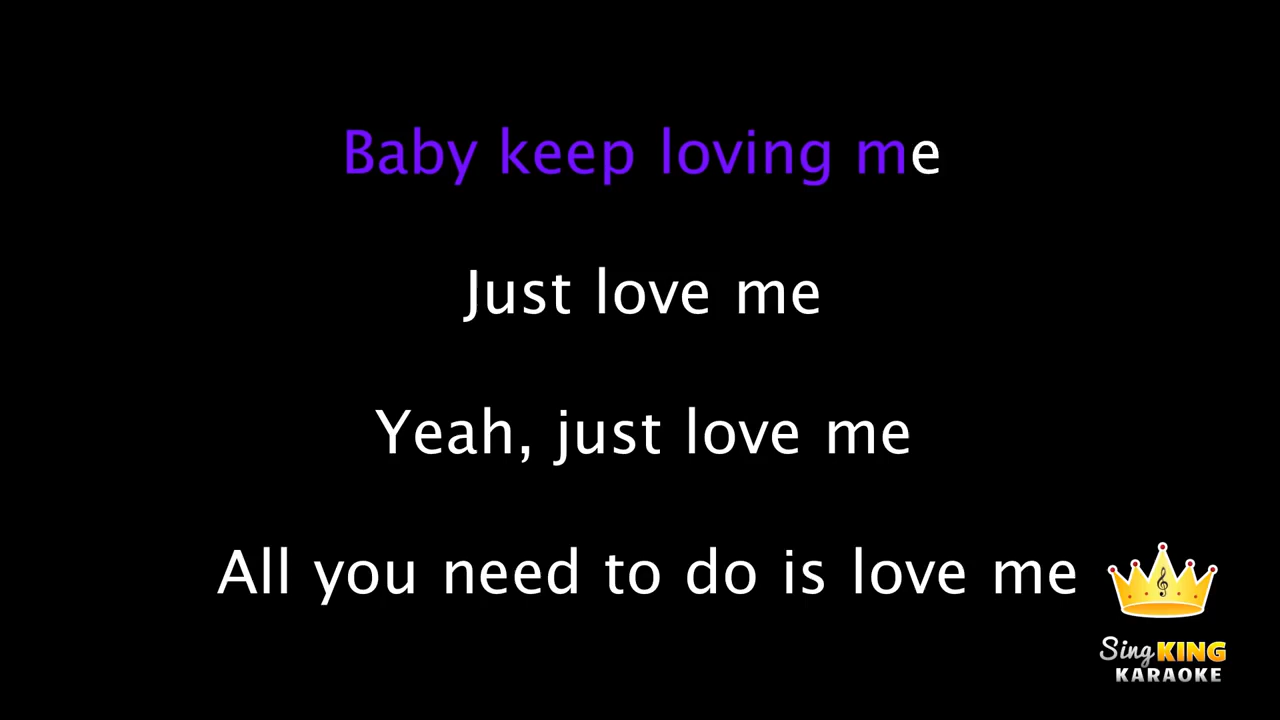 Baby keep loving me
Just love me
Yeah, just love me
All you need to do is love me
Sing KING
KARAOKE